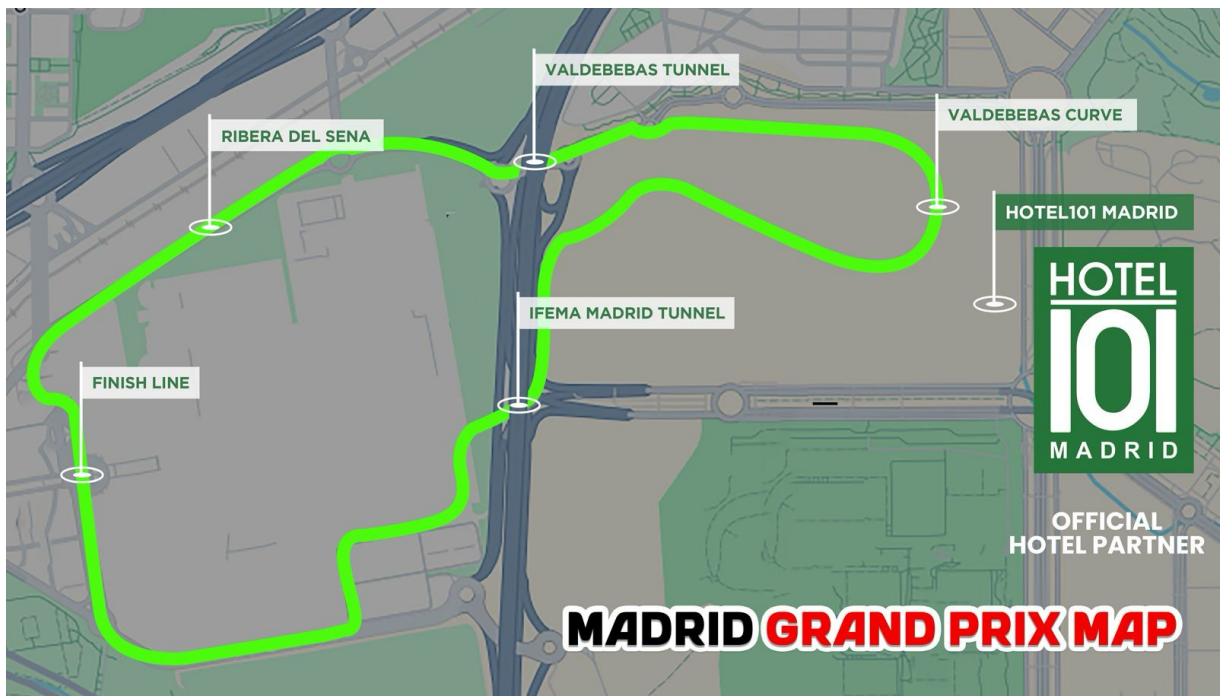 VALDEBEBAS TUNNEL
VALDEBEBAS CURVE
RIBERA DEL SENA
HOTEL101 MADRID
HOTEL
101
MADRID
IFEMA MADRID TUNNEL
FINISH LINE
OFFICIAL
HOTEL PARTNER
MADRID GRAND PRIX MAP